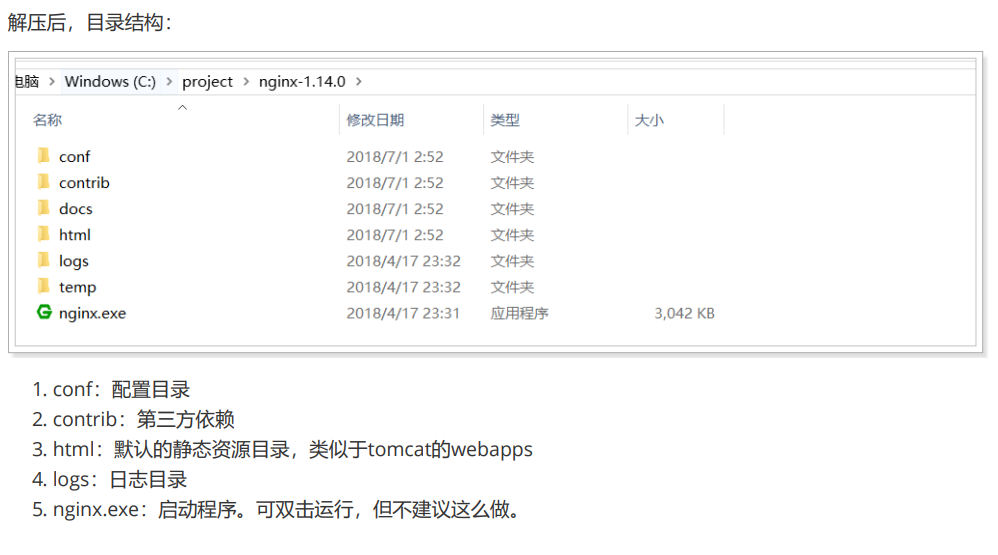 解压后，目录结构：
电脑 > Windows (C:) > project > nginx-1.14.0 >
名称 修改日期 类型 大小
conf 2018/7/1 2:52 文件夹
contrib 2018/7/1 2:52 文件夹
docs 2018/7/1 2:52 文件夹
html 2018/7/1 2:52 文件夹
logs 2018/4/17 23:32 文件夹
temp 2018/4/17 23:32 文件夹
nginx.exe 2018/4/17 23:31 应用程序 3,042 KB
1. conf：配置目录
2. contrib：第三方依赖
3. html：默认的静态资源目录，类似于tomcat的webapps
4. logs：日志目录
5. nginx.exe：启动程序。可双击运行，但不建议这么做。